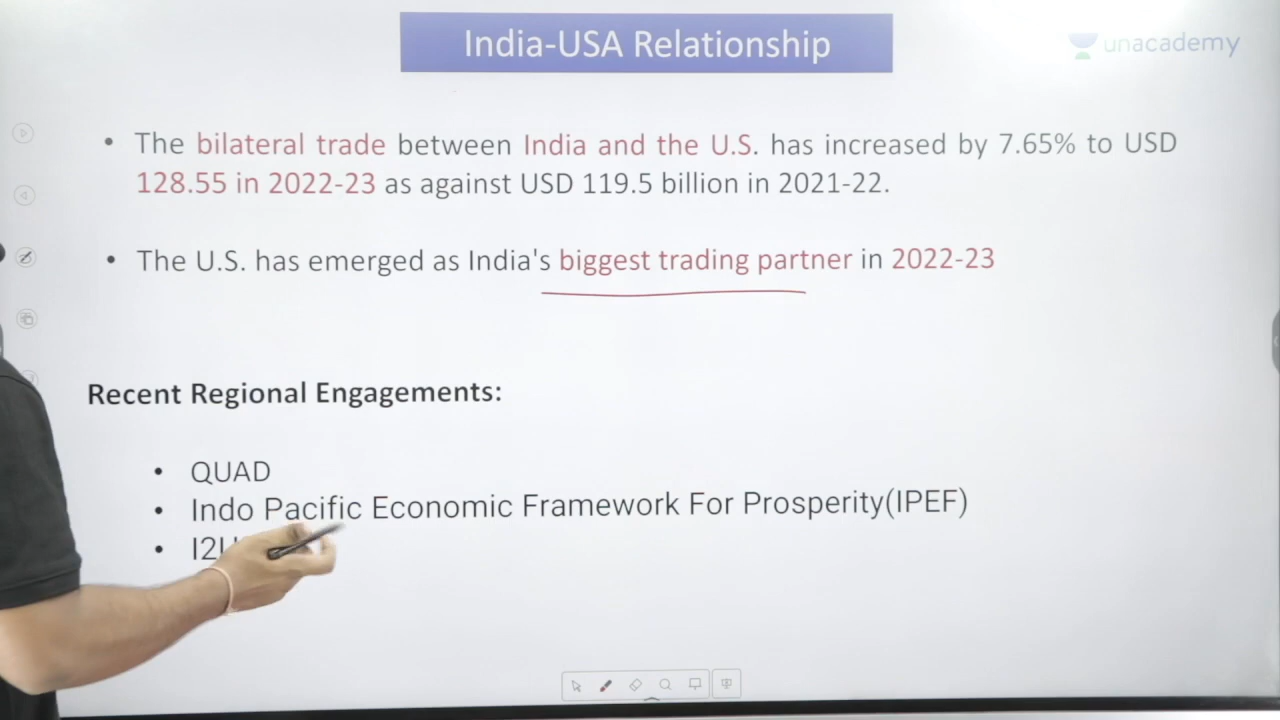 India-USA Relationship
unacademy
• The bilateral trade between India and the U.S. has increased by 7.65% to USD
128.55 in 2022-23 as against USD 119.5 billion in 2021-22.
• The U.S. has emerged as India's biggest trading partner in 2022-23
Recent Regional Engagements:
• QUAD
• Indo Pacific Economic Framework For Prosperity(IPEF)